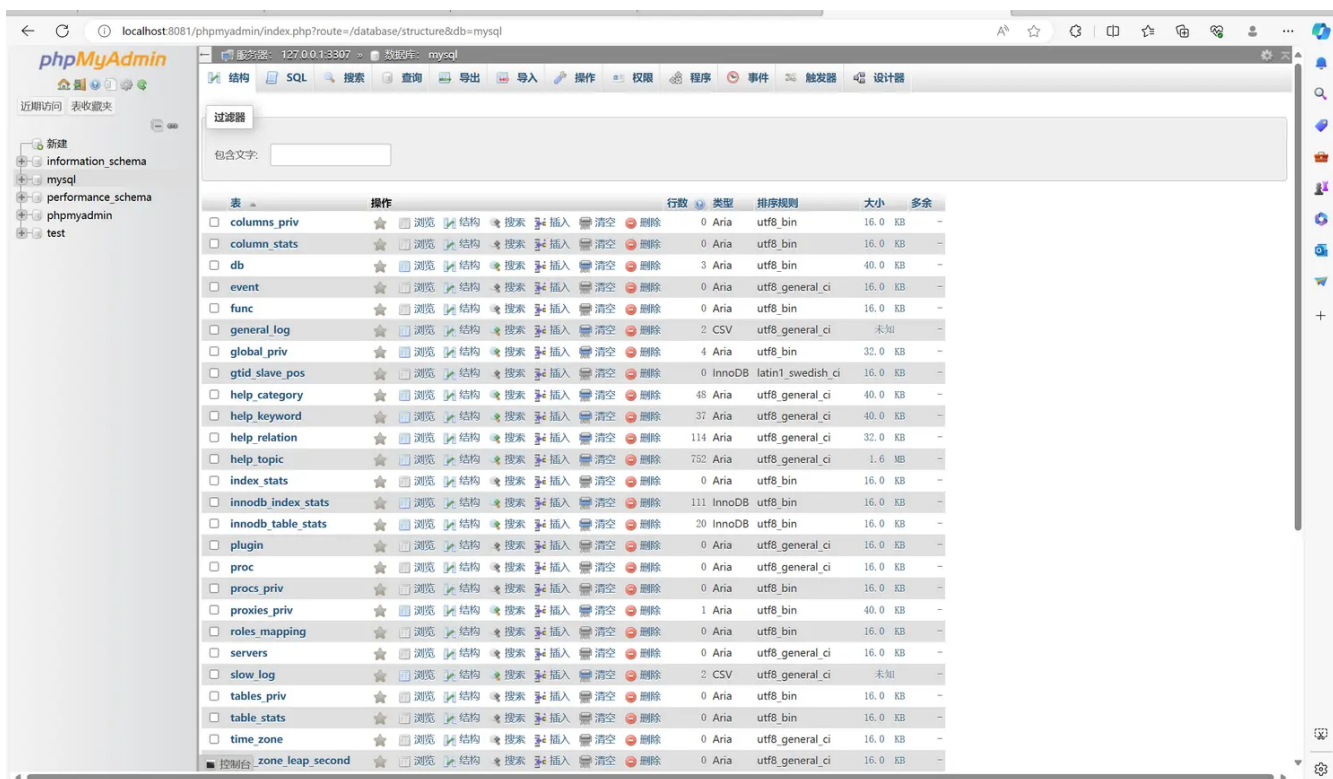 localhost:8081/phpmyadmin/index.php?route=/database/structure&db=mysql
phpMyAdmin
近期访问 表收藏夹
新建
information_schema
mysql
performance_schema
phpmyadmin
test
服务器: 127.0.0.1:3307 » 数据库: mysql
结构 SQL 搜索 查询 导出 导入 操作 权限 程序 事件 触发器 设计器
过滤器
包含文字:
表 操作 行数 类型 排序规则 大小 多余
columns_priv 浏览 结构 搜索 插入 清空 删除 0 Aria utf8_bin 16.0 KB -
column_stats 浏览 结构 搜索 插入 清空 删除 0 Aria utf8_bin 16.0 KB -
db 浏览 结构 搜索 插入 清空 删除 3 Aria utf8_bin 40.0 KB -
event 浏览 结构 搜索 插入 清空 删除 0 Aria utf8_general_ci 16.0 KB -
func 浏览 结构 搜索 插入 清空 删除 0 Aria utf8_bin 16.0 KB -
general_log 浏览 结构 搜索 插入 清空 删除 2 CSV utf8_general_ci 未知 -
global_priv 浏览 结构 搜索 插入 清空 删除 4 Aria utf8_bin 32.0 KB -
gtid_slave_pos 浏览 结构 搜索 插入 清空 删除 0 InnoDB latin1_swedish_ci 16.0 KB -
help_category 浏览 结构 搜索 插入 清空 删除 48 Aria utf8_general_ci 40.0 KB -
help_keyword 浏览 结构 搜索 插入 清空 删除 37 Aria utf8_general_ci 40.0 KB -
help_relation 浏览 结构 搜索 插入 清空 删除 114 Aria utf8_general_ci 32.0 KB -
help_topic 浏览 结构 搜索 插入 清空 删除 752 Aria utf8_general_ci 1.6 MB -
index_stats 浏览 结构 搜索 插入 清空 删除 0 Aria utf8_bin 16.0 KB -
innodb_index_stats 浏览 结构 搜索 插入 清空 删除 111 InnoDB utf8_bin 16.0 KB -
innodb_table_stats 浏览 结构 搜索 插入 清空 删除 20 InnoDB utf8_bin 16.0 KB -
plugin 浏览 结构 搜索 插入 清空 删除 0 Aria utf8_general_ci 16.0 KB -
proc 浏览 结构 搜索 插入 清空 删除 0 Aria utf8_general_ci 16.0 KB -
procs_priv 浏览 结构 搜索 插入 清空 删除 0 Aria utf8_bin 16.0 KB -
proxies_priv 浏览 结构 搜索 插入 清空 删除 1 Aria utf8_bin 40.0 KB -
roles_mapping 浏览 结构 搜索 插入 清空 删除 0 Aria utf8_bin 16.0 KB -
servers 浏览 结构 搜索 插入 清空 删除 0 Aria utf8_general_ci 16.0 KB -
slow_log 浏览 结构 搜索 插入 清空 删除 2 CSV utf8_general_ci 未知 -
tables_priv 浏览 结构 搜索 插入 清空 删除 0 Aria utf8_bin 16.0 KB -
table_stats 浏览 结构 搜索 插入 清空 删除 0 Aria utf8_bin 16.0 KB -
time_zone 浏览 结构 搜索 插入 清空 删除 0 Aria utf8_general_ci 16.0 KB -
控制台 _zone_leap_second 浏览 结构 搜索 插入 清空 删除 0 Aria utf8_general_ci 16.0 KB -